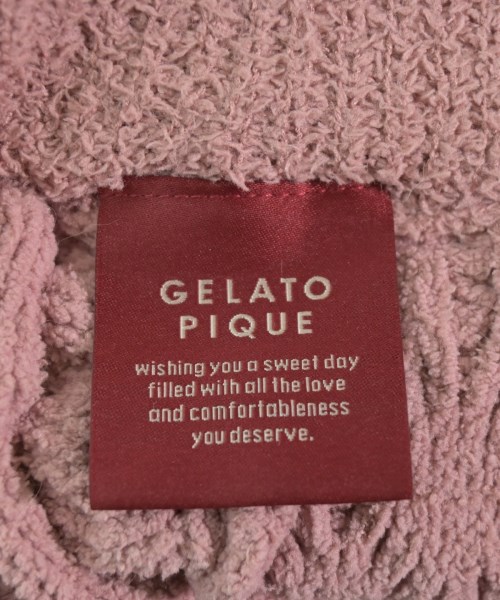 GELATO
PIQUE
wishing you a sweet day
filled with all the love
and comfortableness
you deserve.